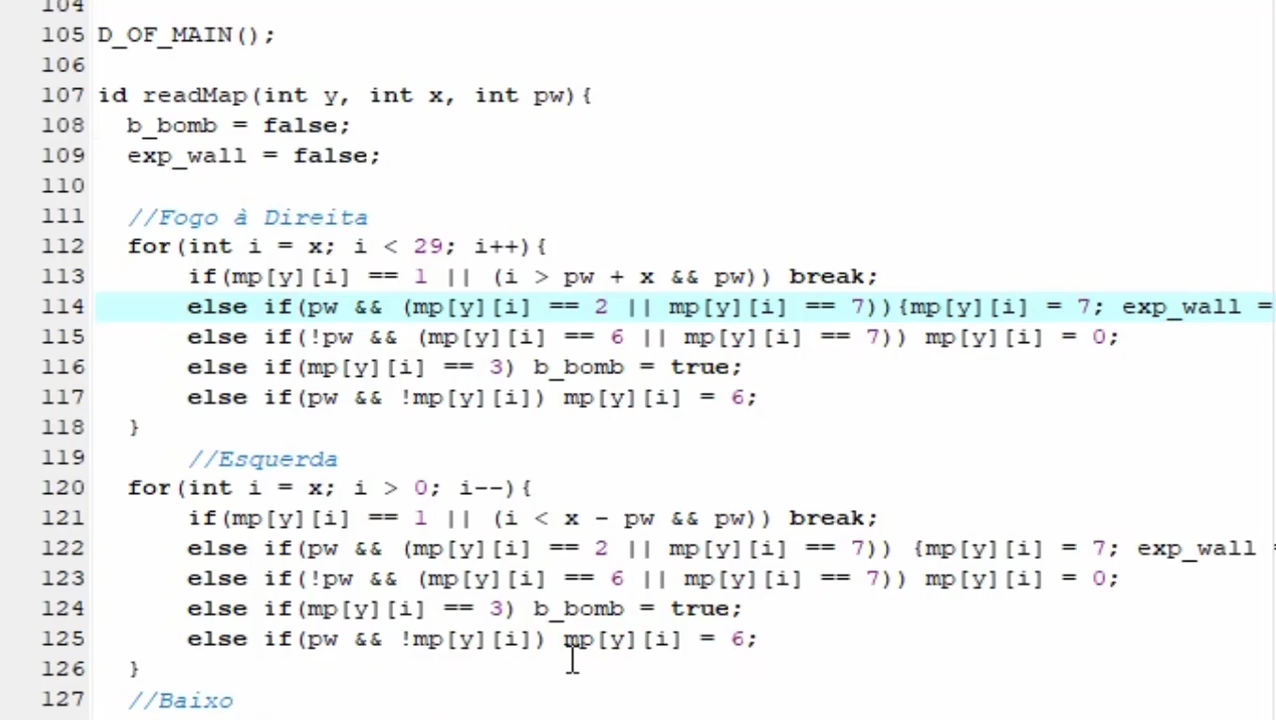 104
105 D_OF_MAIN();
106
107 id readMap(int y, int x, int pw){
108 b_bomb = false;
109 exp_wall = false;
110
111 //Fogo à Direita
112 for(int i = x; i < 29; i++){
113 if(mp[y][i] == 1 || (i > pw + x && pw)) break;
114 else if(pw && (mp[y][i] == 2 || mp[y][i] == 7)){mp[y][i] = 7; exp_wall =
115 else if(!pw && (mp[y][i] == 6 || mp[y][i] == 7)) mp[y][i] = 0;
116 else if(mp[y][i] == 3) b_bomb = true;
117 else if(pw && !mp[y][i]) mp[y][i] = 6;
118 }
119 //Esquerda
120 for(int i = x; i > 0; i--){
121 if(mp[y][i] == 1 || (i < x - pw && pw)) break;
122 else if(pw && (mp[y][i] == 2 || mp[y][i] == 7)) {mp[y][i] = 7; exp_wall =
123 else if(!pw && (mp[y][i] == 6 || mp[y][i] == 7)) mp[y][i] = 0;
124 else if(mp[y][i] == 3) b_bomb = true;
125 else if(pw && !mp[y][i]) mp[y][i] = 6;
126 }
127 //Baixo